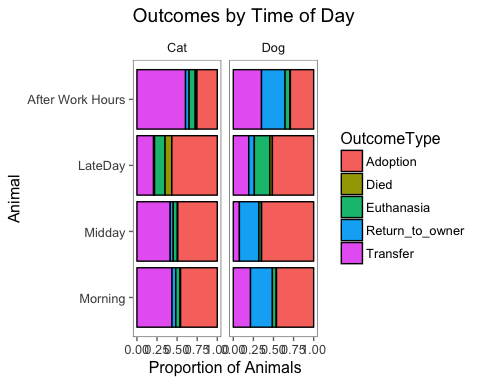 Outcomes by Time of Day
Cat Dog
After Work Hours
LateDay
Midday
Morning
Animal
0.00 0.25 0.50 0.75 1.00 0.00 0.25 0.50 0.75 1.00
Proportion of Animals
OutcomeType
Adoption
Died
Euthanasia
Return_to_owner
Transfer